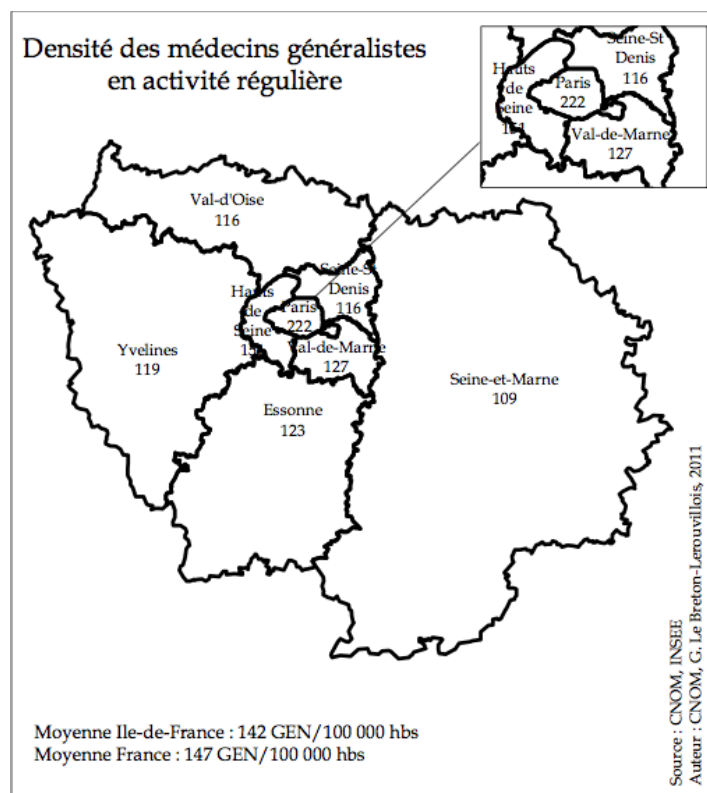 Densité des médecins généralistes
en activité régulière
Seine-St
Denis
116
Hauts
de
Seine
Paris
222
Val-de-Marne
127
Val-d'Oise
116
Seine-St
Denis
116
Hauts
de
Seine
Paris
222
Val-de-Marne
127
Yvelines
119
Essonne
123
Seine-et-Marne
109
Moyenne Ile-de-France : 142 GEN/100 000 hbs
Moyenne France : 147 GEN/100 000 hbs
Source : CNOM, INSEE
Auteur : CNOM, G. Le Breton-Lerouvillois, 2011